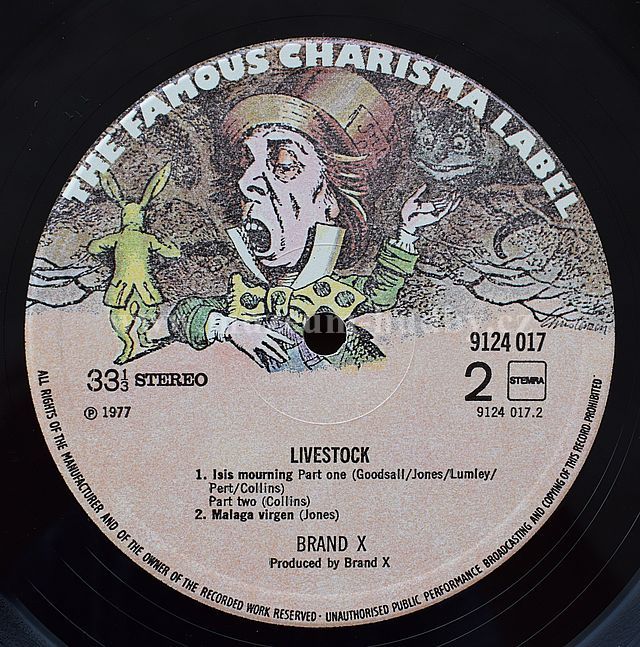 THE FAMOUS CHARISMA LABEL
33⅓ STEREO
℗ 1977
9124 017
2 STEMRA
9124 017.2
LIVESTOCK
1. Isis mourning Part one (Goodsall/Jones/Lumley/
Pert/Collins)
Part two (Collins)
2. Malaga virgen (Jones)
BRAND X
Produced by Brand X
ALL RIGHTS OF THE MANUFACTURER AND OF THE OWNER OF THE RECORDED WORK RESERVED · UNAUTHORISED PUBLIC PERFORMANCE BROADCASTING AND COPYING OF THIS RECORD PROHIBITED ·